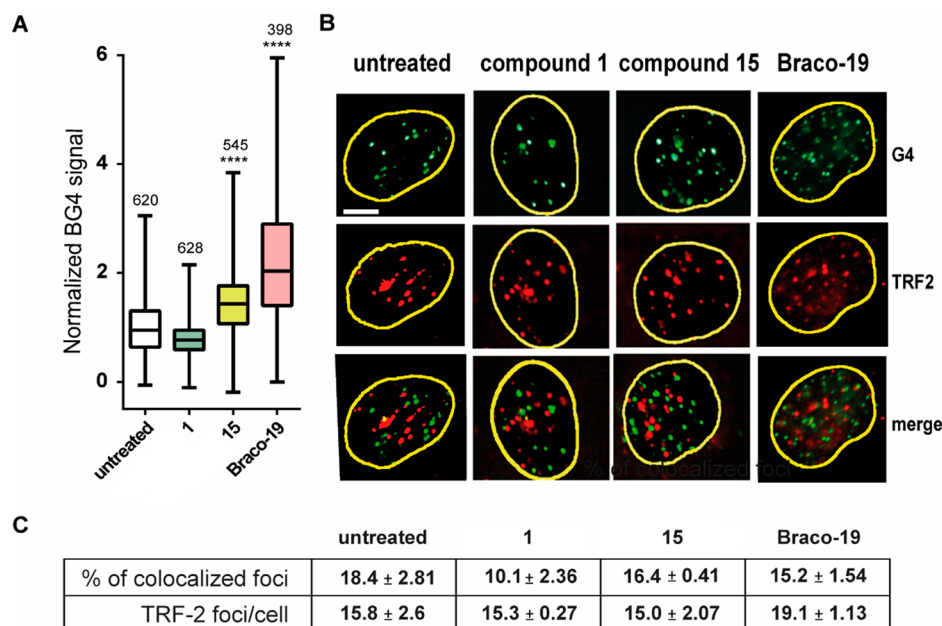 A
B
untreated
compound 1
compound 15
Braco-19
G4
TRF2
merge
% of colocalized foci
Normalized BG4 signal
6
4
2
0
620
628
545
****
398
****
untreated
1
15
Braco-19
C
untreated 1 15 Braco-19
% of colocalized foci 18.4 ± 2.81 10.1 ± 2.36 16.4 ± 0.41 15.2 ± 1.54
TRF-2 foci/cell 15.8 ± 2.6 15.3 ± 0.27 15.0 ± 2.07 19.1 ± 1.13